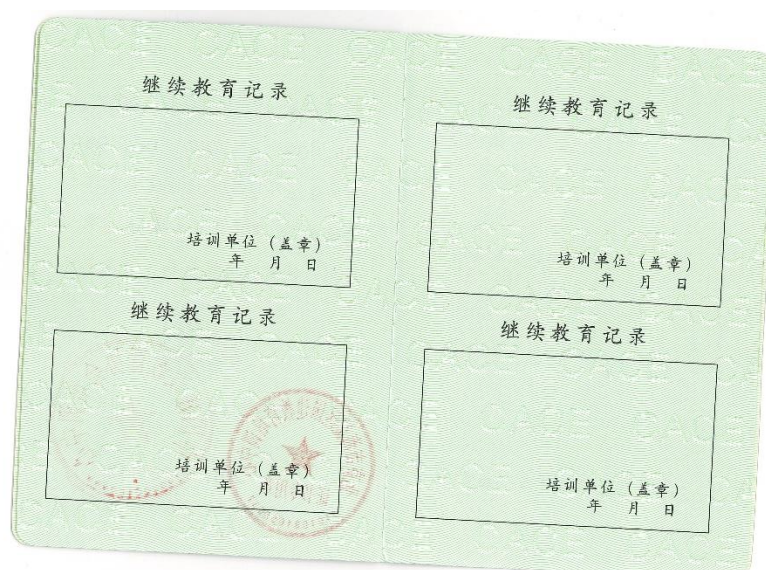 继续教育记录
培训单位（盖章）
年 月 日
继续教育记录
培训单位（盖章）
年 月 日
继续教育记录
培训单位（盖章）
年 月 日
继续教育记录
培训单位（盖章）
年 月 日
CACE